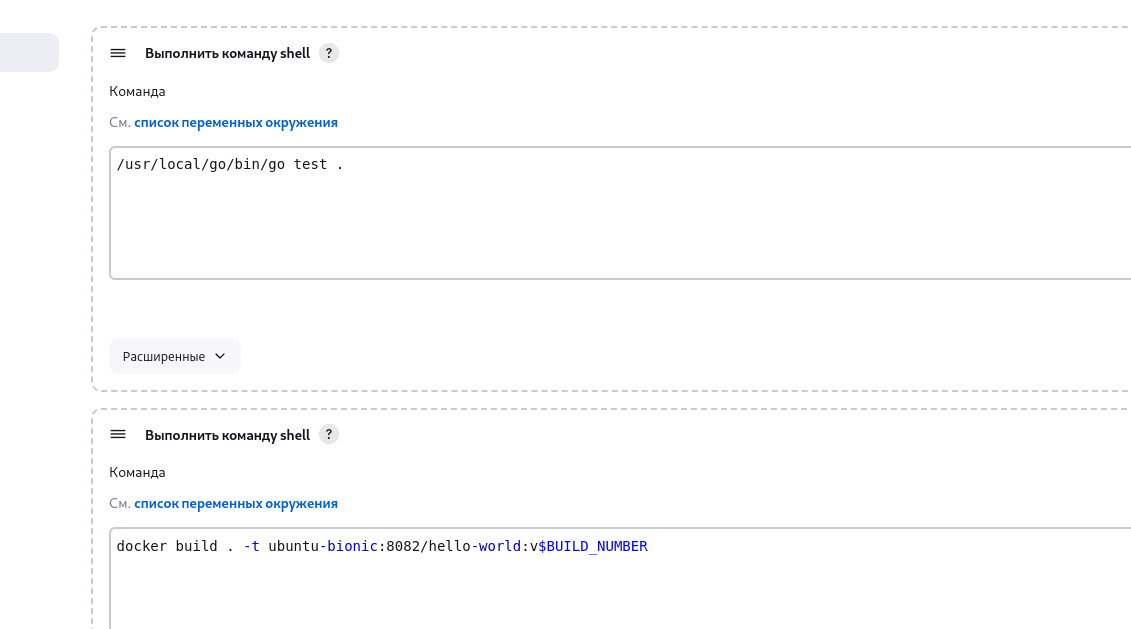 Выполнить команду shell ?
Команда
См. список переменных окружения
/usr/local/go/bin/go test .
Расширенные
Выполнить команду shell ?
Команда
См. список переменных окружения
docker build . -t ubuntu-bionic:8082/hello-world:v$BUILD_NUMBER